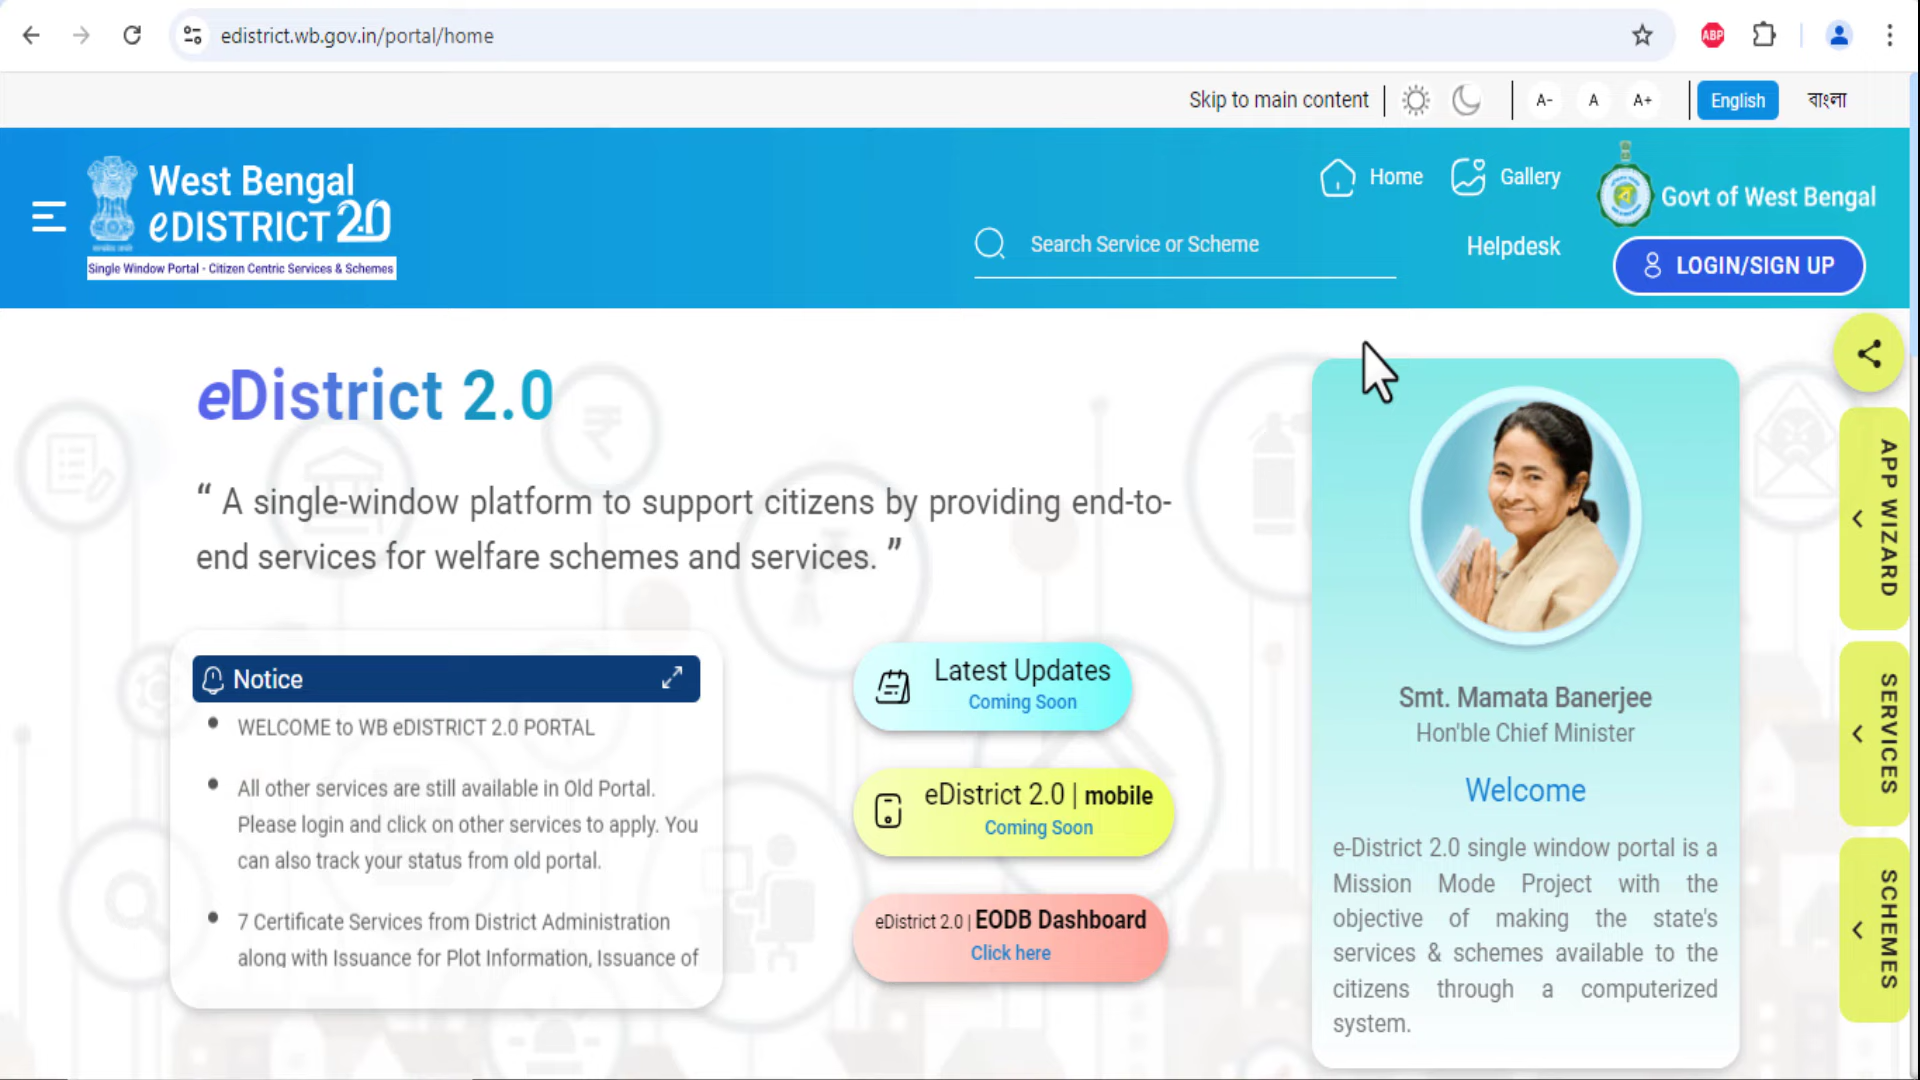 edistrict.wb.gov.in/portal/home
ABP
Skip to main content
A-
A
A+
English
বাংলা
West Bengal
eDISTRICT 2.0
Single Window Portal - Citizen Centric Services & Schemes
Search Service or Scheme
Home
Gallery
Helpdesk
Govt of West Bengal
LOGIN/SIGN UP
eDistrict 2.0
“ A single-window platform to support citizens by providing end-to-
end services for welfare schemes and services. ”
Notice
WELCOME to WB eDISTRICT 2.0 PORTAL
All other services are still available in Old Portal.
Please login and click on other services to apply. You
can also track your status from old portal.
7 Certificate Services from District Administration
along with Issuance for Plot Information, Issuance of
Latest Updates
Coming Soon
eDistrict 2.0 | mobile
Coming Soon
eDistrict 2.0 | EODB Dashboard
Click here
Smt. Mamata Banerjee
Hon'ble Chief Minister
Welcome
e-District 2.0 single window portal is a
Mission Mode Project with the
objective of making the state's
services & schemes available to the
citizens through a computerized
system.
APP WIZARD
SERVICES
SCHEMES